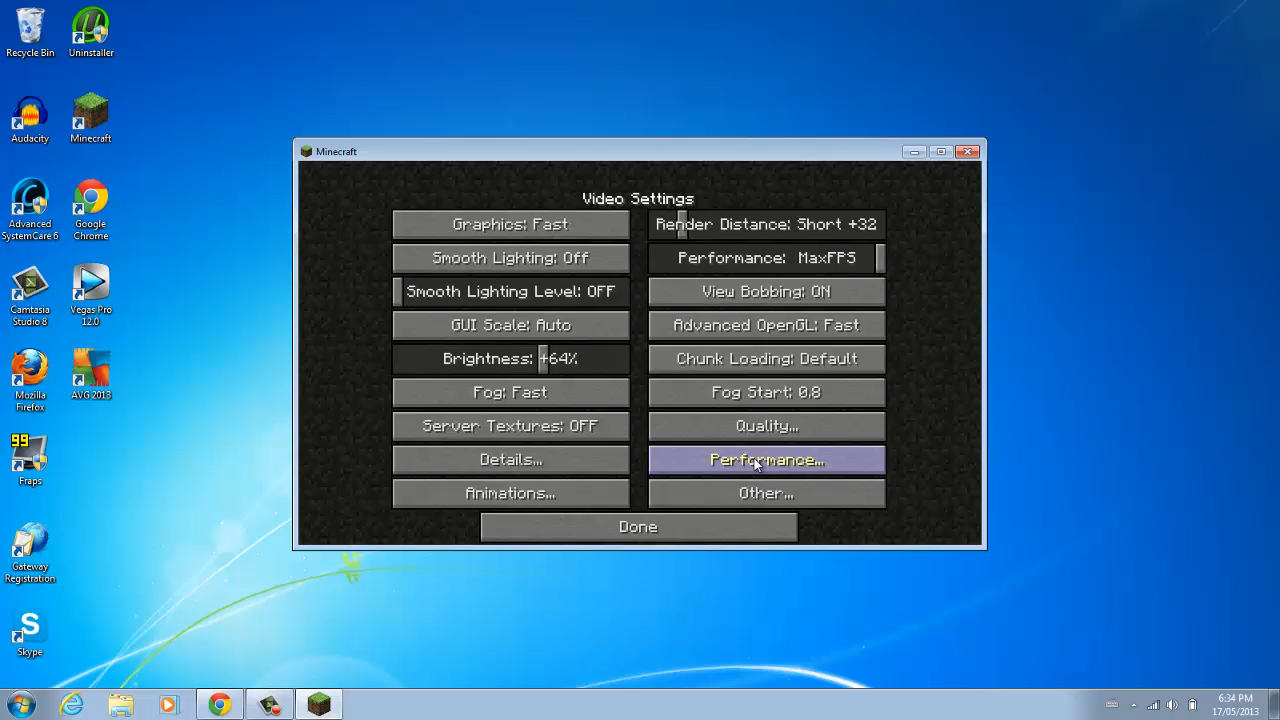 Recycle Bin
Uninstaller
Audacity
Minecraft
Advanced
SystemCare 6
Google
Chrome
Camtasia
Studio 8
Vegas Pro
12.0
Mozilla
Firefox
AVG 2013
99
Fraps
Gateway
Registration
S
Skype
Minecraft
Video Settings
Graphics: Fast
Render Distance: Short +32
Smooth Lighting: Off
Performance: MaxFPS
Smooth Lighting Level: OFF
View Bobbing: ON
GUI Scale: Auto
Advanced OpenGL: Fast
Brightness: +64%
Chunk Loading: Default
Fog: Fast
Fog Start: 0.8
Server Textures: OFF
Quality...
Details...
Performance...
Animations...
Other...
Done
6:34 PM
17/05/2013